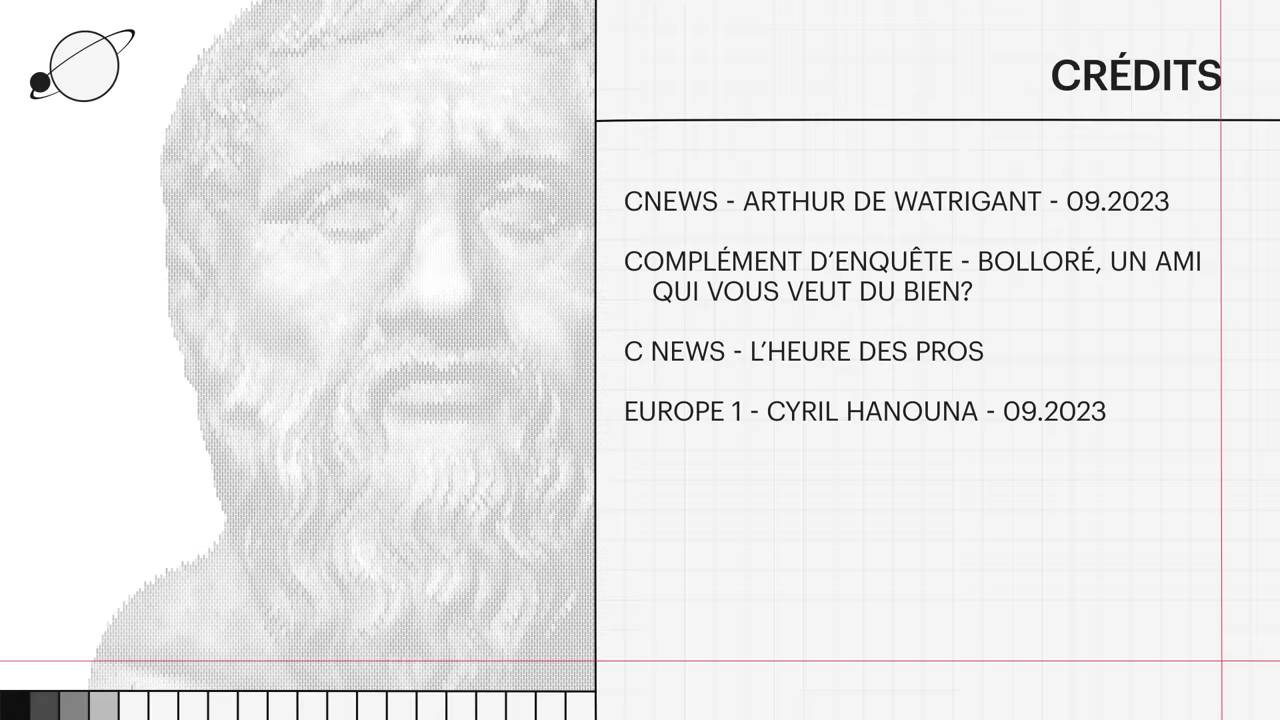 CRÉDITS
CNEWS - ARTHUR DE WATRIGANT - 09.2023
COMPLÉMENT D’ENQUÊTE - BOLLORÉ, UN AMI
QUI VOUS VEUT DU BIEN?
C NEWS - L’HEURE DES PROS
EUROPE 1 - CYRIL HANOUNA - 09.2023